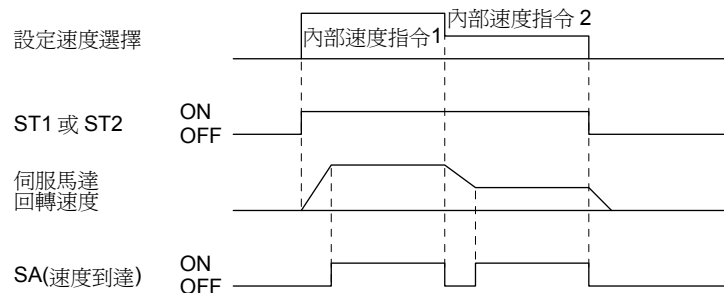 內部速度指令 2
設定速度選擇
內部速度指令1
ST1 或 ST2
ON
OFF
伺服馬達
回轉速度
SA(速度到達)
ON
OFF